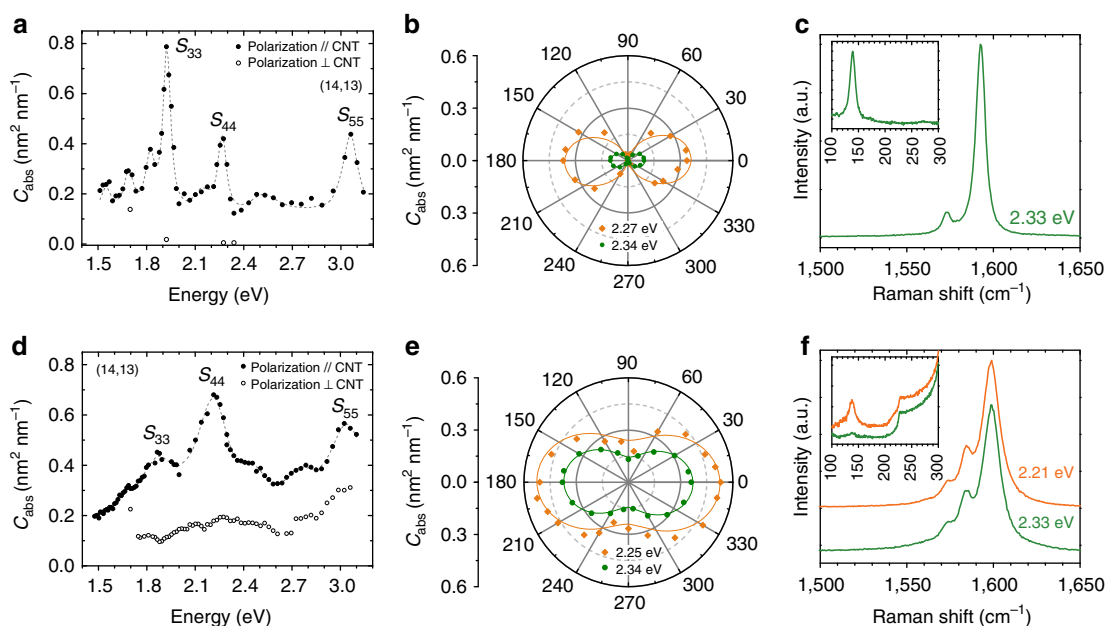 a
S33
Polarization // CNT
Polarization ⊥ CNT
(14,13)
S44
S55
Cabs (nm² nm⁻¹)
0.8
0.6
0.4
0.2
0.0
1.5 1.8 2.1 2.4 2.7 3.0
Energy (eV)
b
Cabs (nm² nm⁻¹)
0.6
0.3
0.0
0.3
0.6
90
120 60
150 30
180 0
210 330
240 300
270
2.27 eV
2.34 eV
c
Intensity (a.u.)
100 150 200 250 300
2.33 eV
1,500 1,550 1,600 1,650
Raman shift (cm⁻¹)
d
(14,13)
Polarization // CNT
Polarization ⊥ CNT
S44
S33
S55
Cabs (nm² nm⁻¹)
0.8
0.6
0.4
0.2
0.0
1.5 1.8 2.1 2.4 2.7 3.0
Energy (eV)
e
Cabs (nm² nm⁻¹)
0.6
0.3
0.0
0.3
0.6
90
120 60
150 30
180 0
210 330
240 300
270
2.25 eV
2.34 eV
f
Intensity (a.u.)
100 150 200 250 300
2.21 eV
2.33 eV
1,500 1,550 1,600 1,650
Raman shift (cm⁻¹)